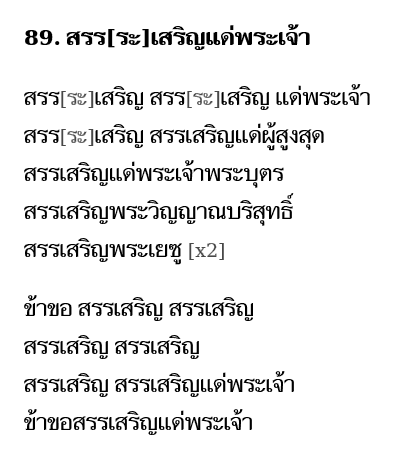 89. สรร[ระ]เสริญแด่พระเจ้า
สรร[ระ]เสริญ สรร[ระ]เสริญ แด่พระเจ้า
สรร[ระ]เสริญ สรรเสริญแด่ผู้สูงสุด
สรรเสริญแด่พระเจ้าพระบุตร
สรรเสริญพระวิญญาณบริสุทธิ์
สรรเสริญพระเยซู [x2]
ข้าขอ สรรเสริญ สรรเสริญ
สรรเสริญ สรรเสริญ
สรรเสริญ สรรเสริญแด่พระเจ้า
ข้าขอสรรเสริญแด่พระเจ้า